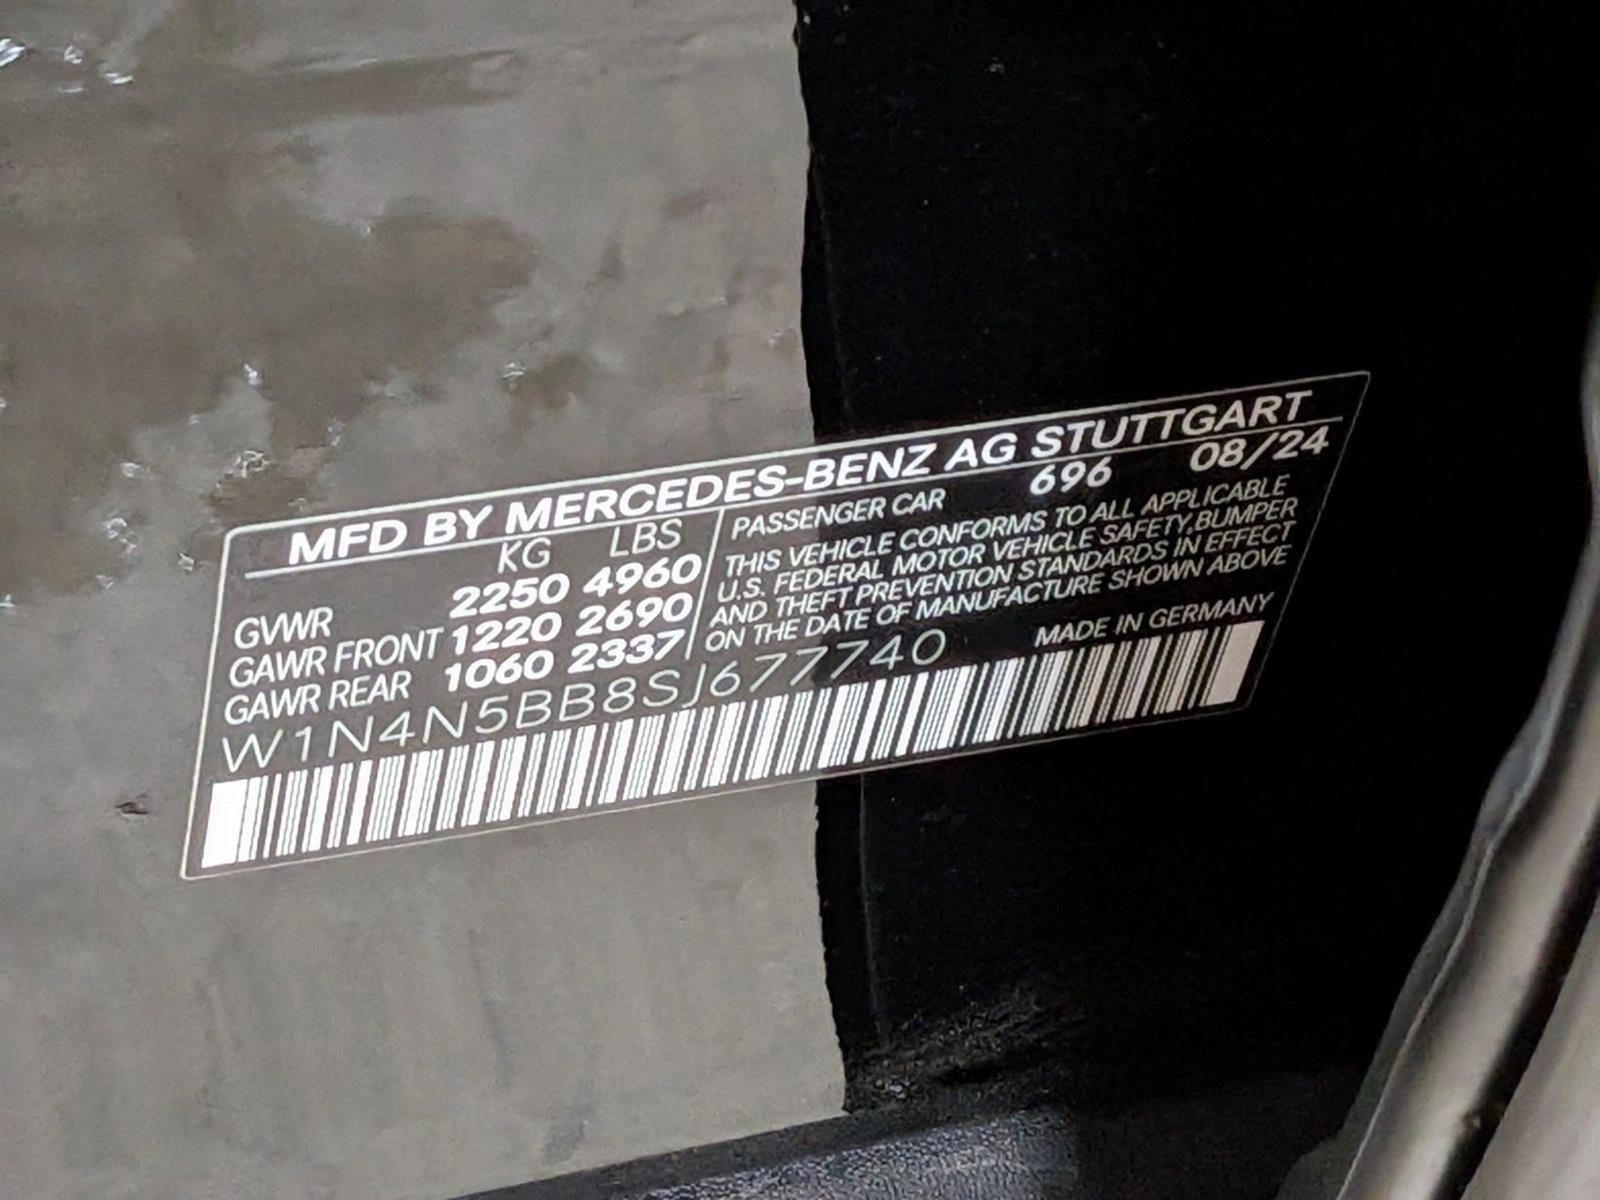 MFD BY MERCEDES-BENZ AG STUTTGART
KG LBS
GVWR 2250 4960
GAWR FRONT 1220 2690
GAWR REAR 1060 2337
PASSENGER CAR 696 08/24
THIS VEHICLE CONFORMS TO ALL APPLICABLE
U.S. FEDERAL MOTOR VEHICLE SAFETY, BUMPER
AND THEFT PREVENTION STANDARDS IN EFFECT
ON THE DATE OF MANUFACTURE SHOWN ABOVE
W1N4N5BB8SJ677740
MADE IN GERMANY